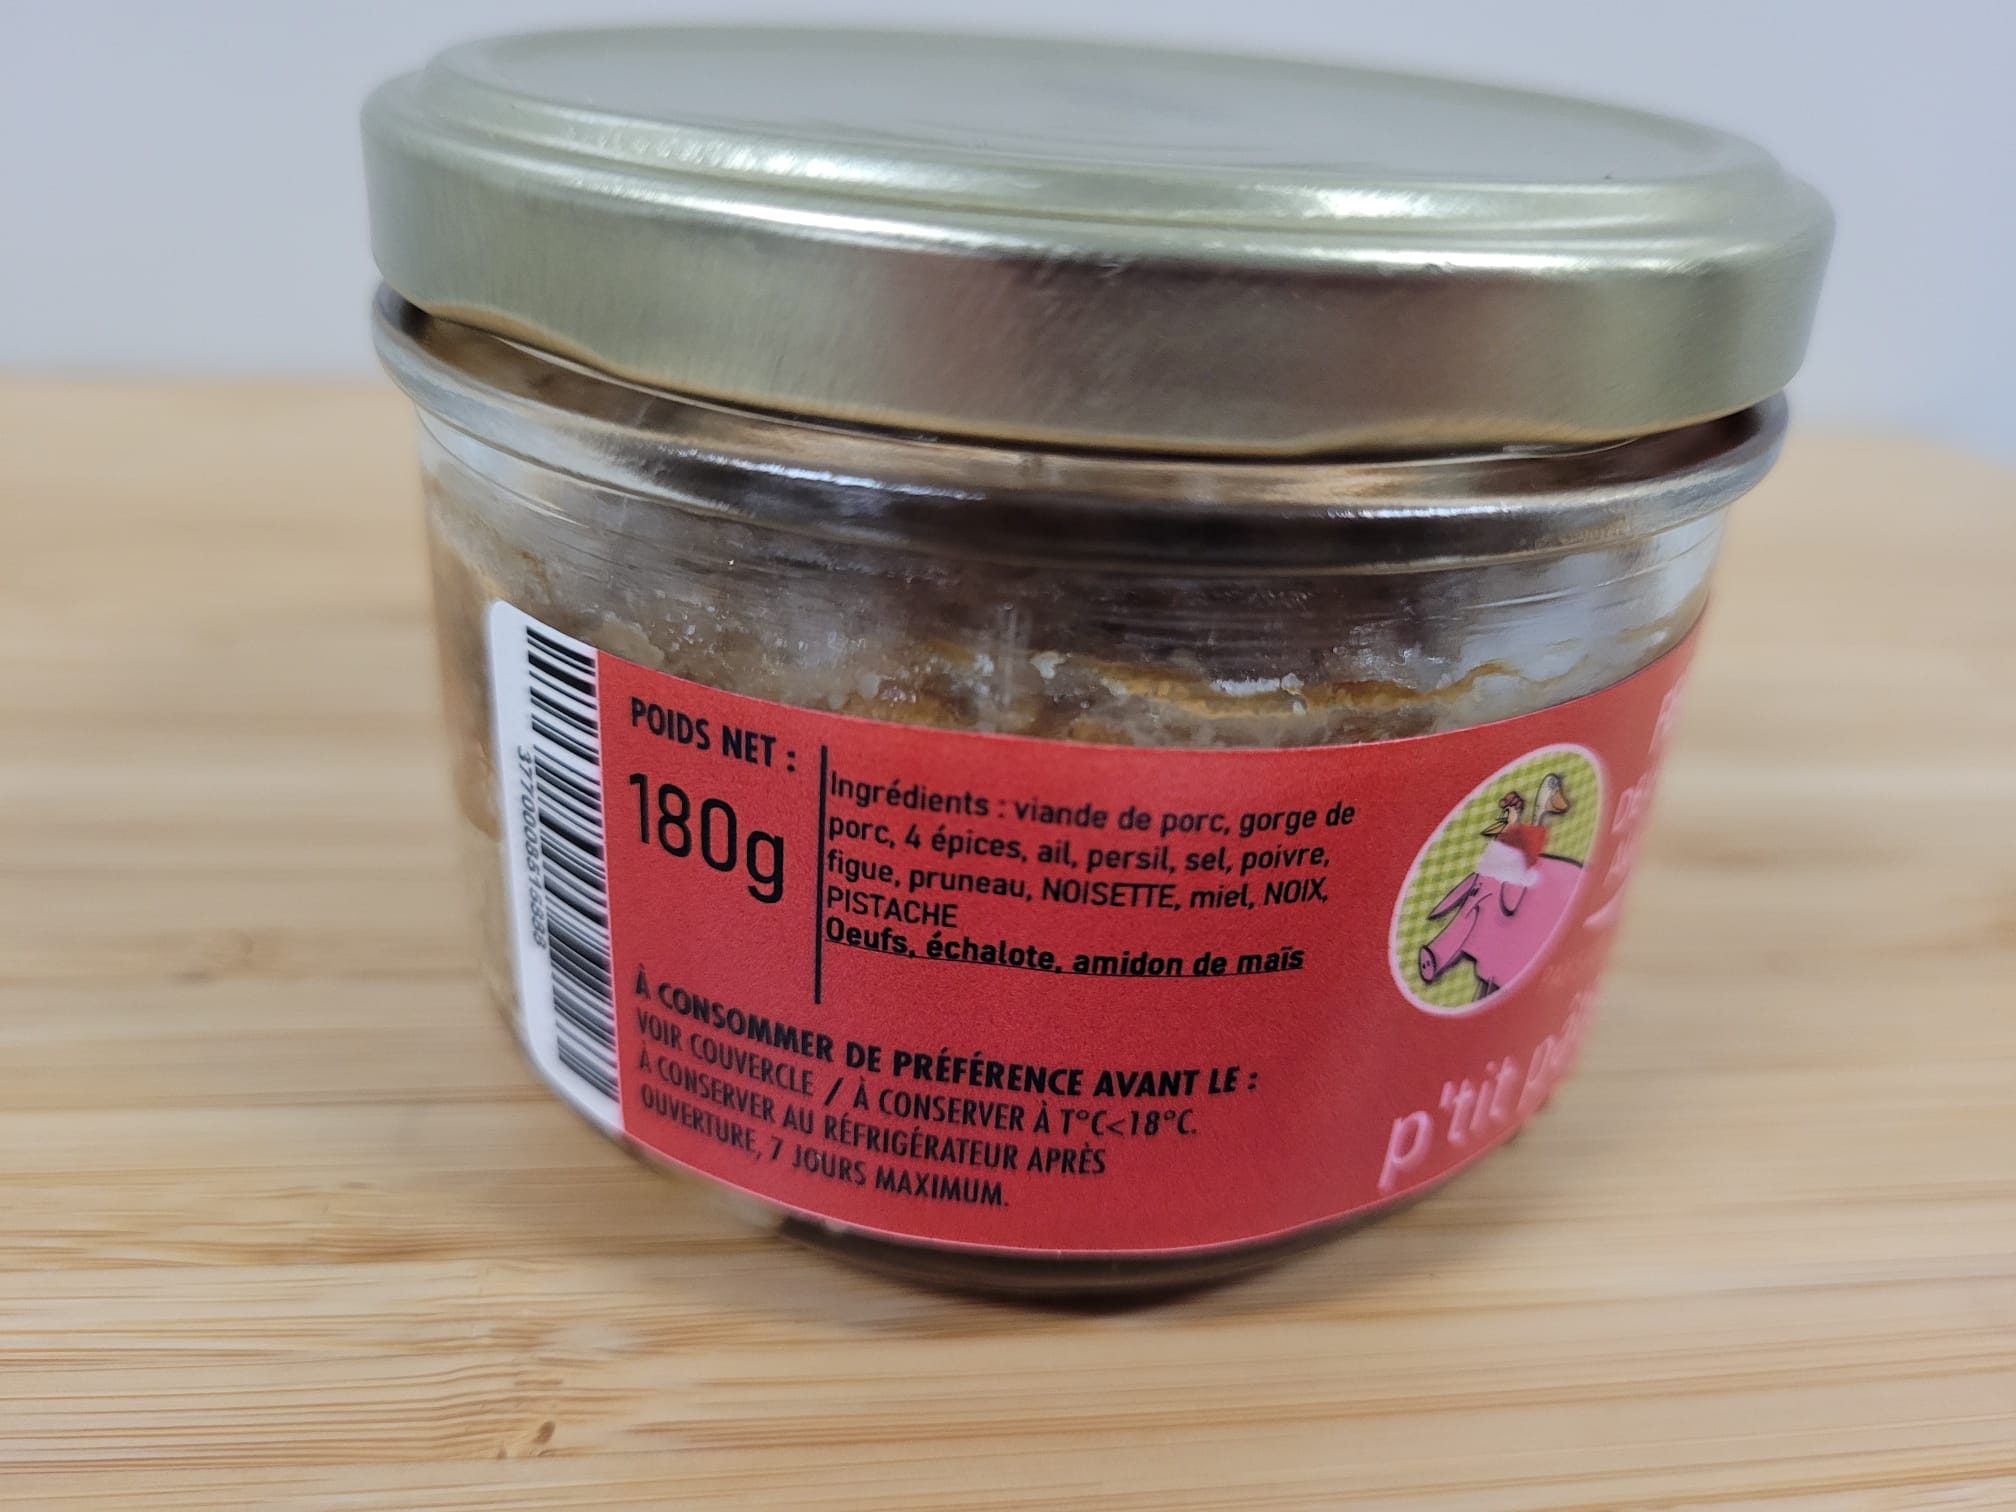 POIDS NET :
180g
Ingrédients : viande de porc, gorge de
porc, 4 épices, ail, persil, sel, poivre,
figue, pruneau, NOISETTE, miel, NOIX,
PISTACHE
Oeufs, échalote, amidon de maïs
À CONSOMMER DE PRÉFÉRENCE AVANT LE :
VOIR COUVERCLE / À CONSERVER À T°C<18°C.
À CONSERVER AU RÉFRIGÉRATEUR APRÈS
OUVERTURE, 7 JOURS MAXIMUM.
p'tit